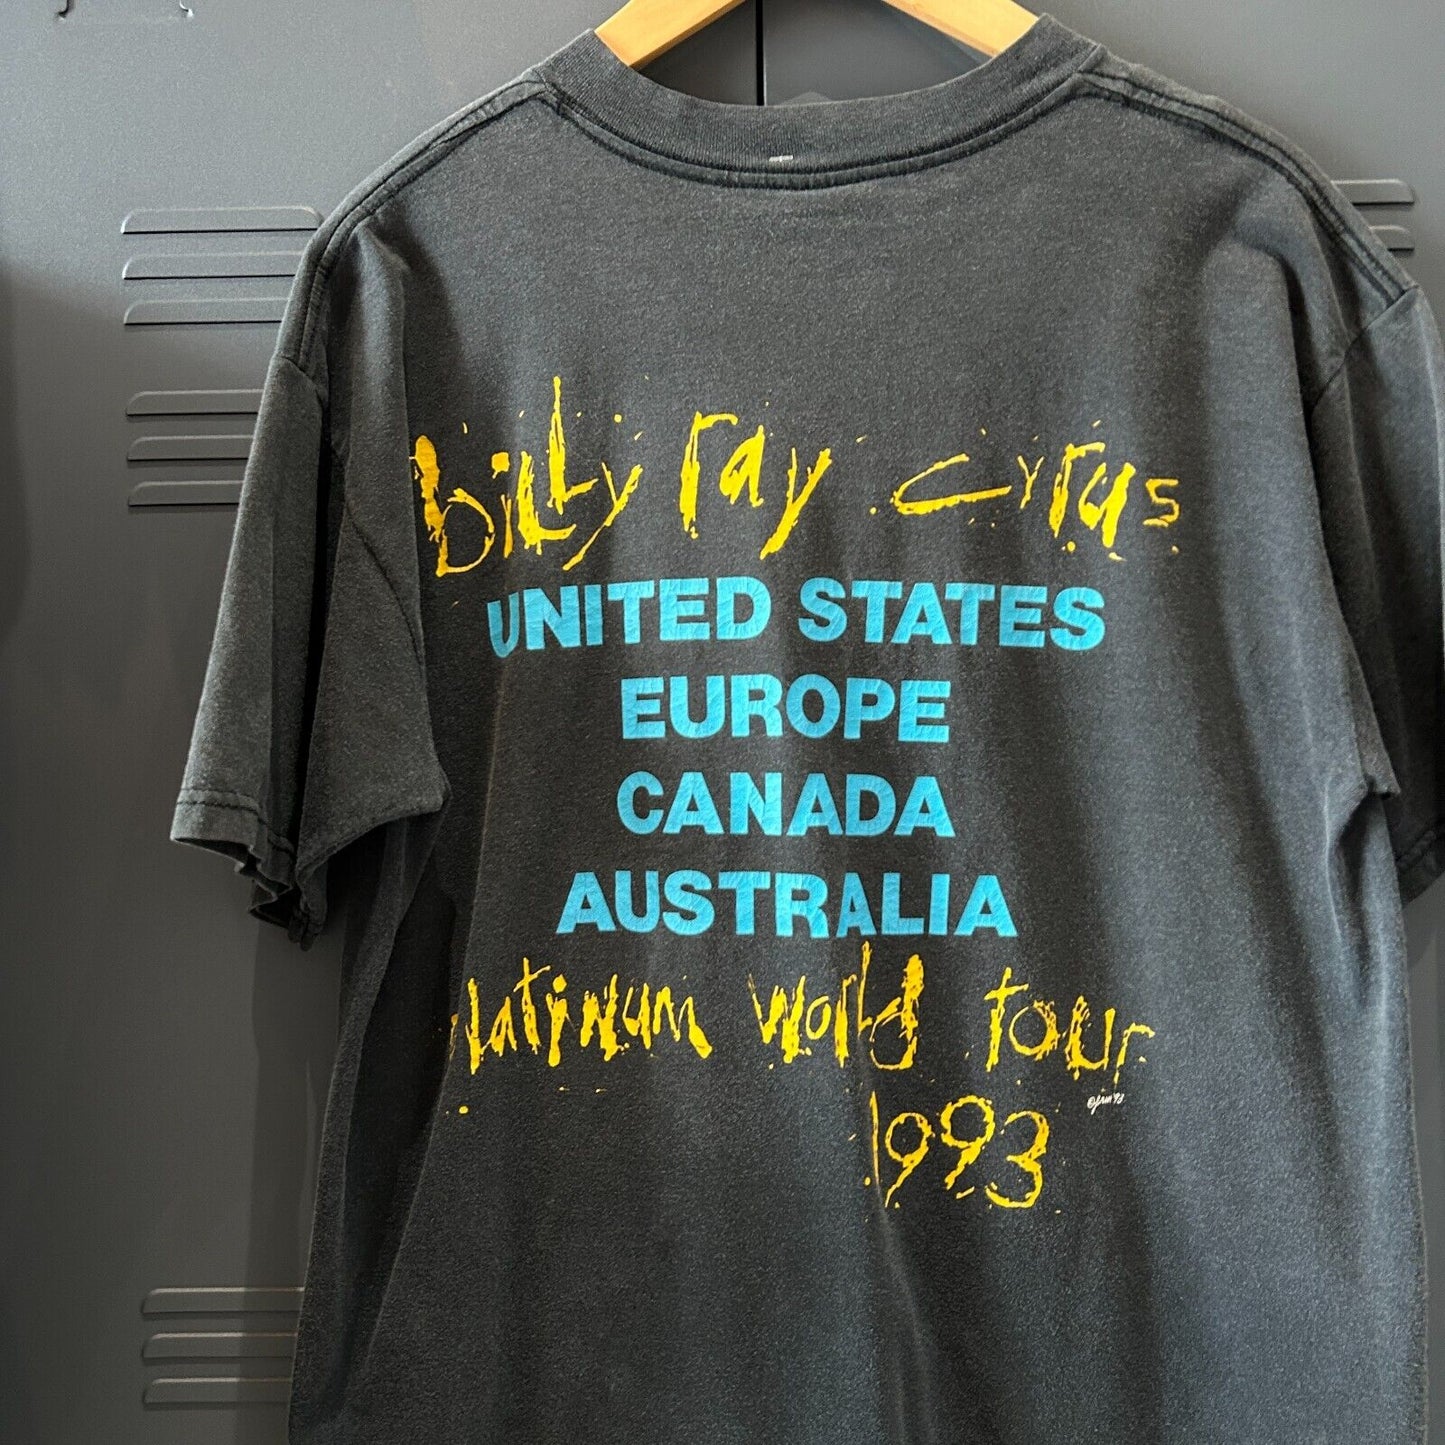 billy ray cyrus
UNITED STATES
EUROPE
CANADA
AUSTRALIA
platinum world tour
1993